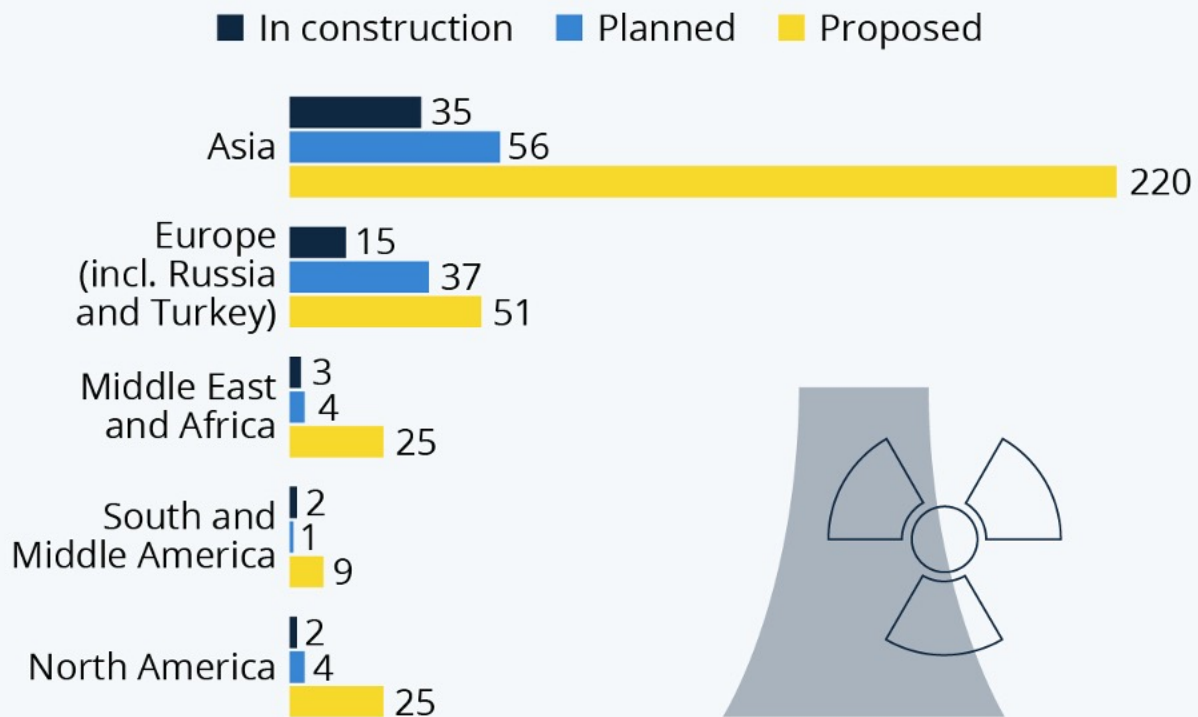 In construction Planned Proposed
35
Asia 56
220
Europe
(incl. Russia
and Turkey)
15
37
51
Middle East
and Africa
3
4
25
South and
Middle America
2
1
9
North America
2
4
25